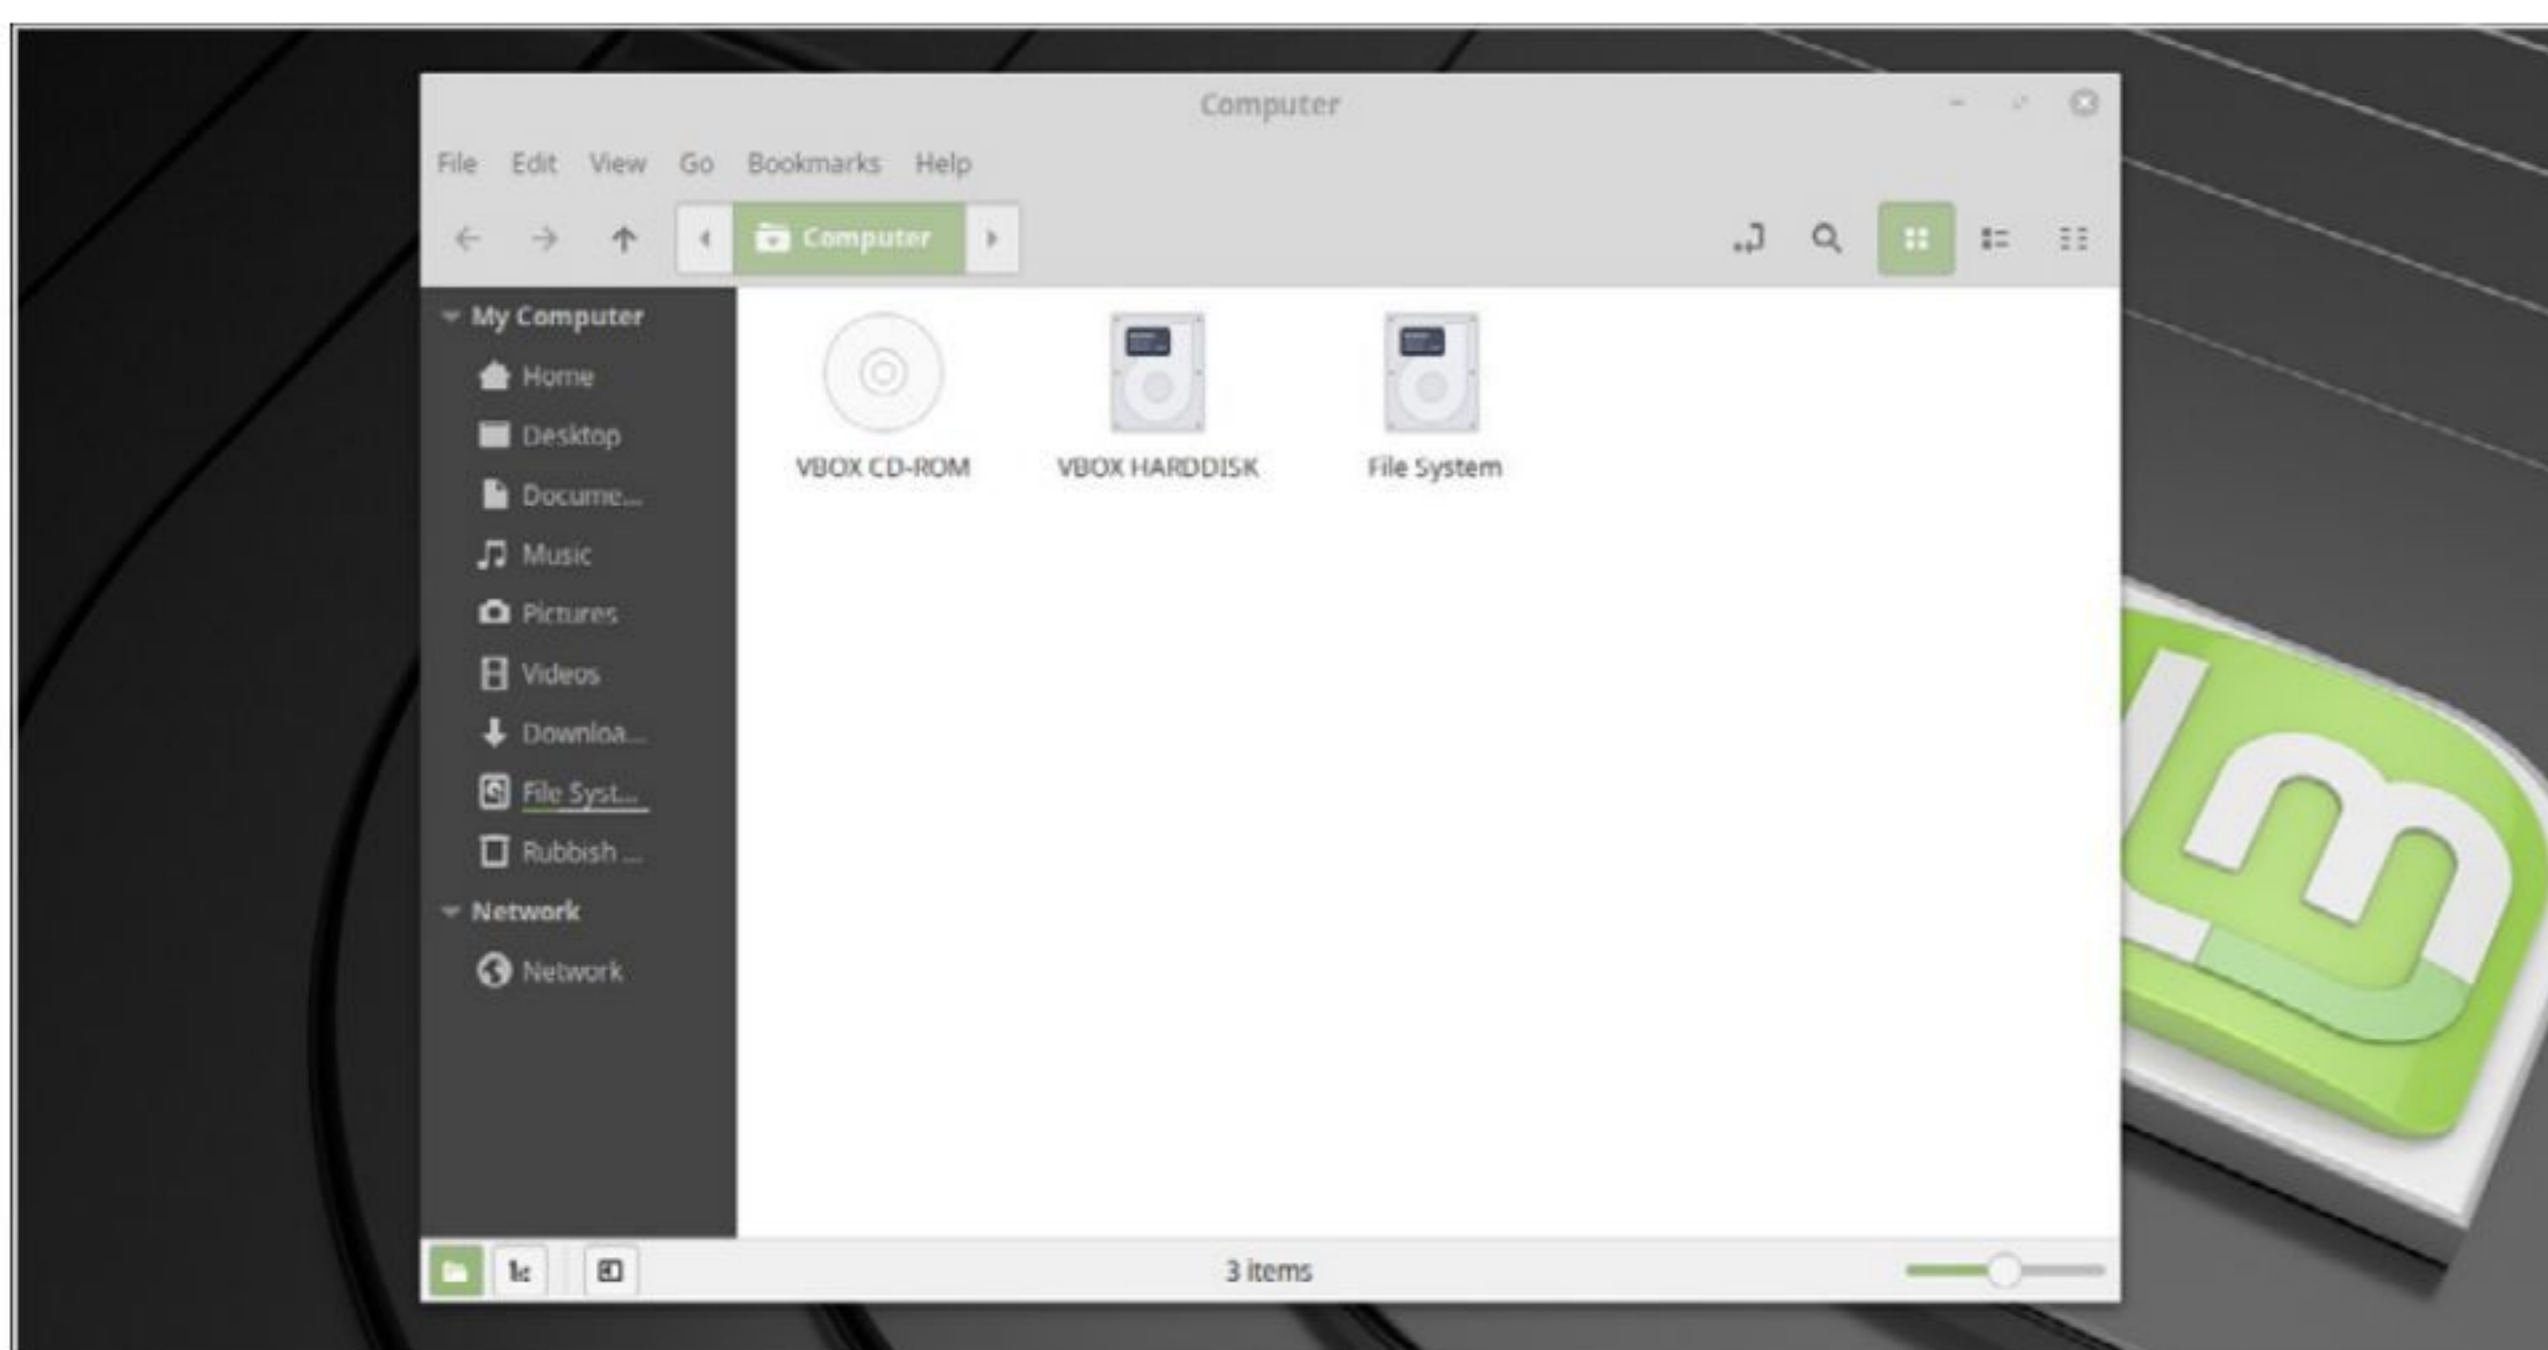 Computer
File Edit View Go Bookmarks Help
Computer
My Computer
Home
Desktop
Docume...
Music
Pictures
Videos
Downloa...
File Syst...
Rubbish ...
Network
Network
VBOX CD-ROM VBOX HARDDISK File System
3 items